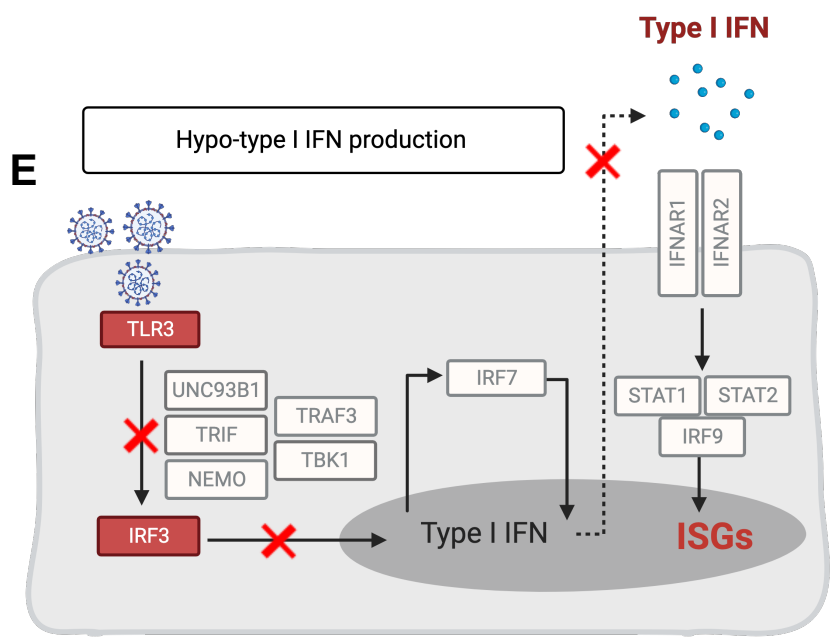 Type I IFN
Hypo-type I IFN production
E
IFNAR1
IFNAR2
TLR3
UNC93B1
TRIF
NEMO
TRAF3
TBK1
IRF7
STAT1
STAT2
IRF9
IRF3
Type I IFN
ISGs